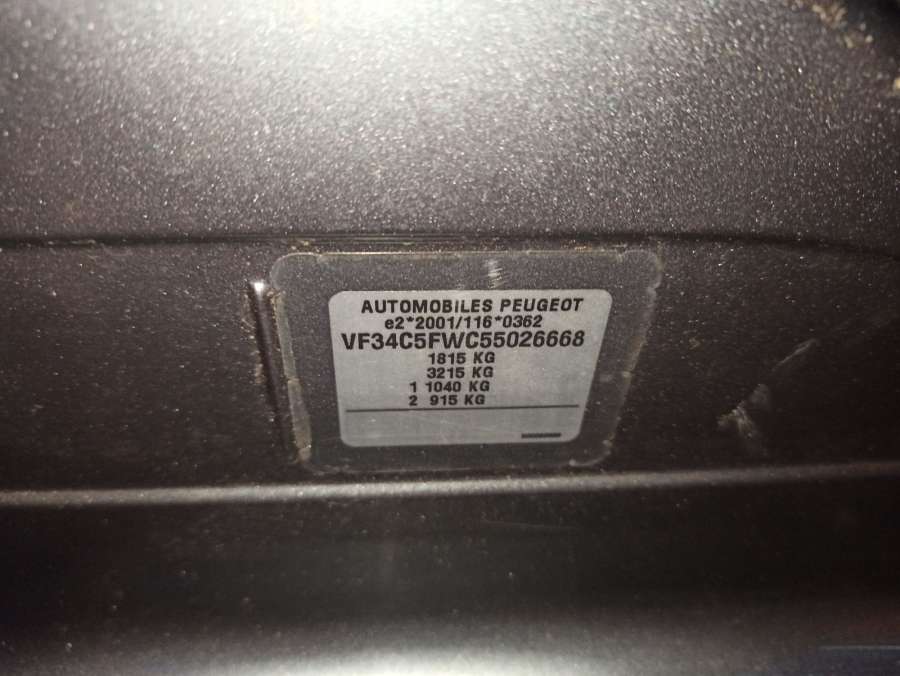 AUTOMOBILES PEUGEOT
e2*2001/116*0362
VF34C5FWC55026668
1815 KG
3215 KG
1 1040 KG
2 915 KG